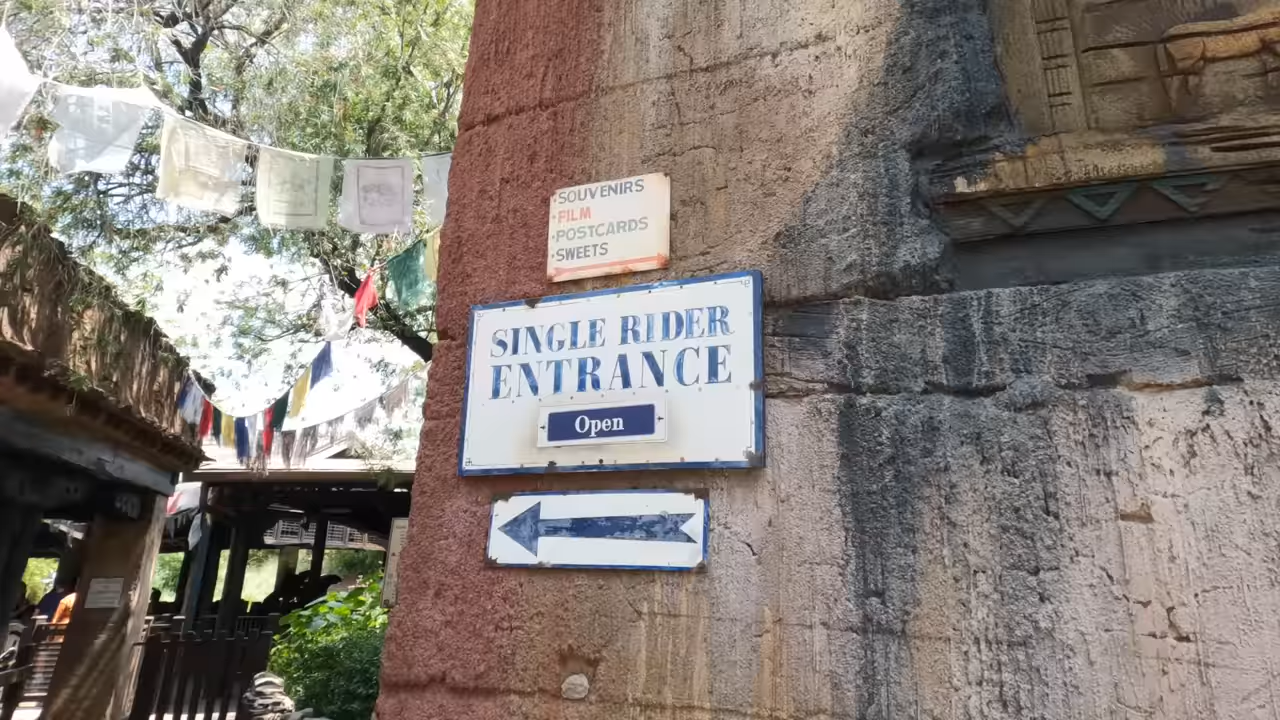 ·SOUVENIRS
·FILM
·POSTCARDS
·SWEETS
SINGLE RIDER
ENTRANCE
Open